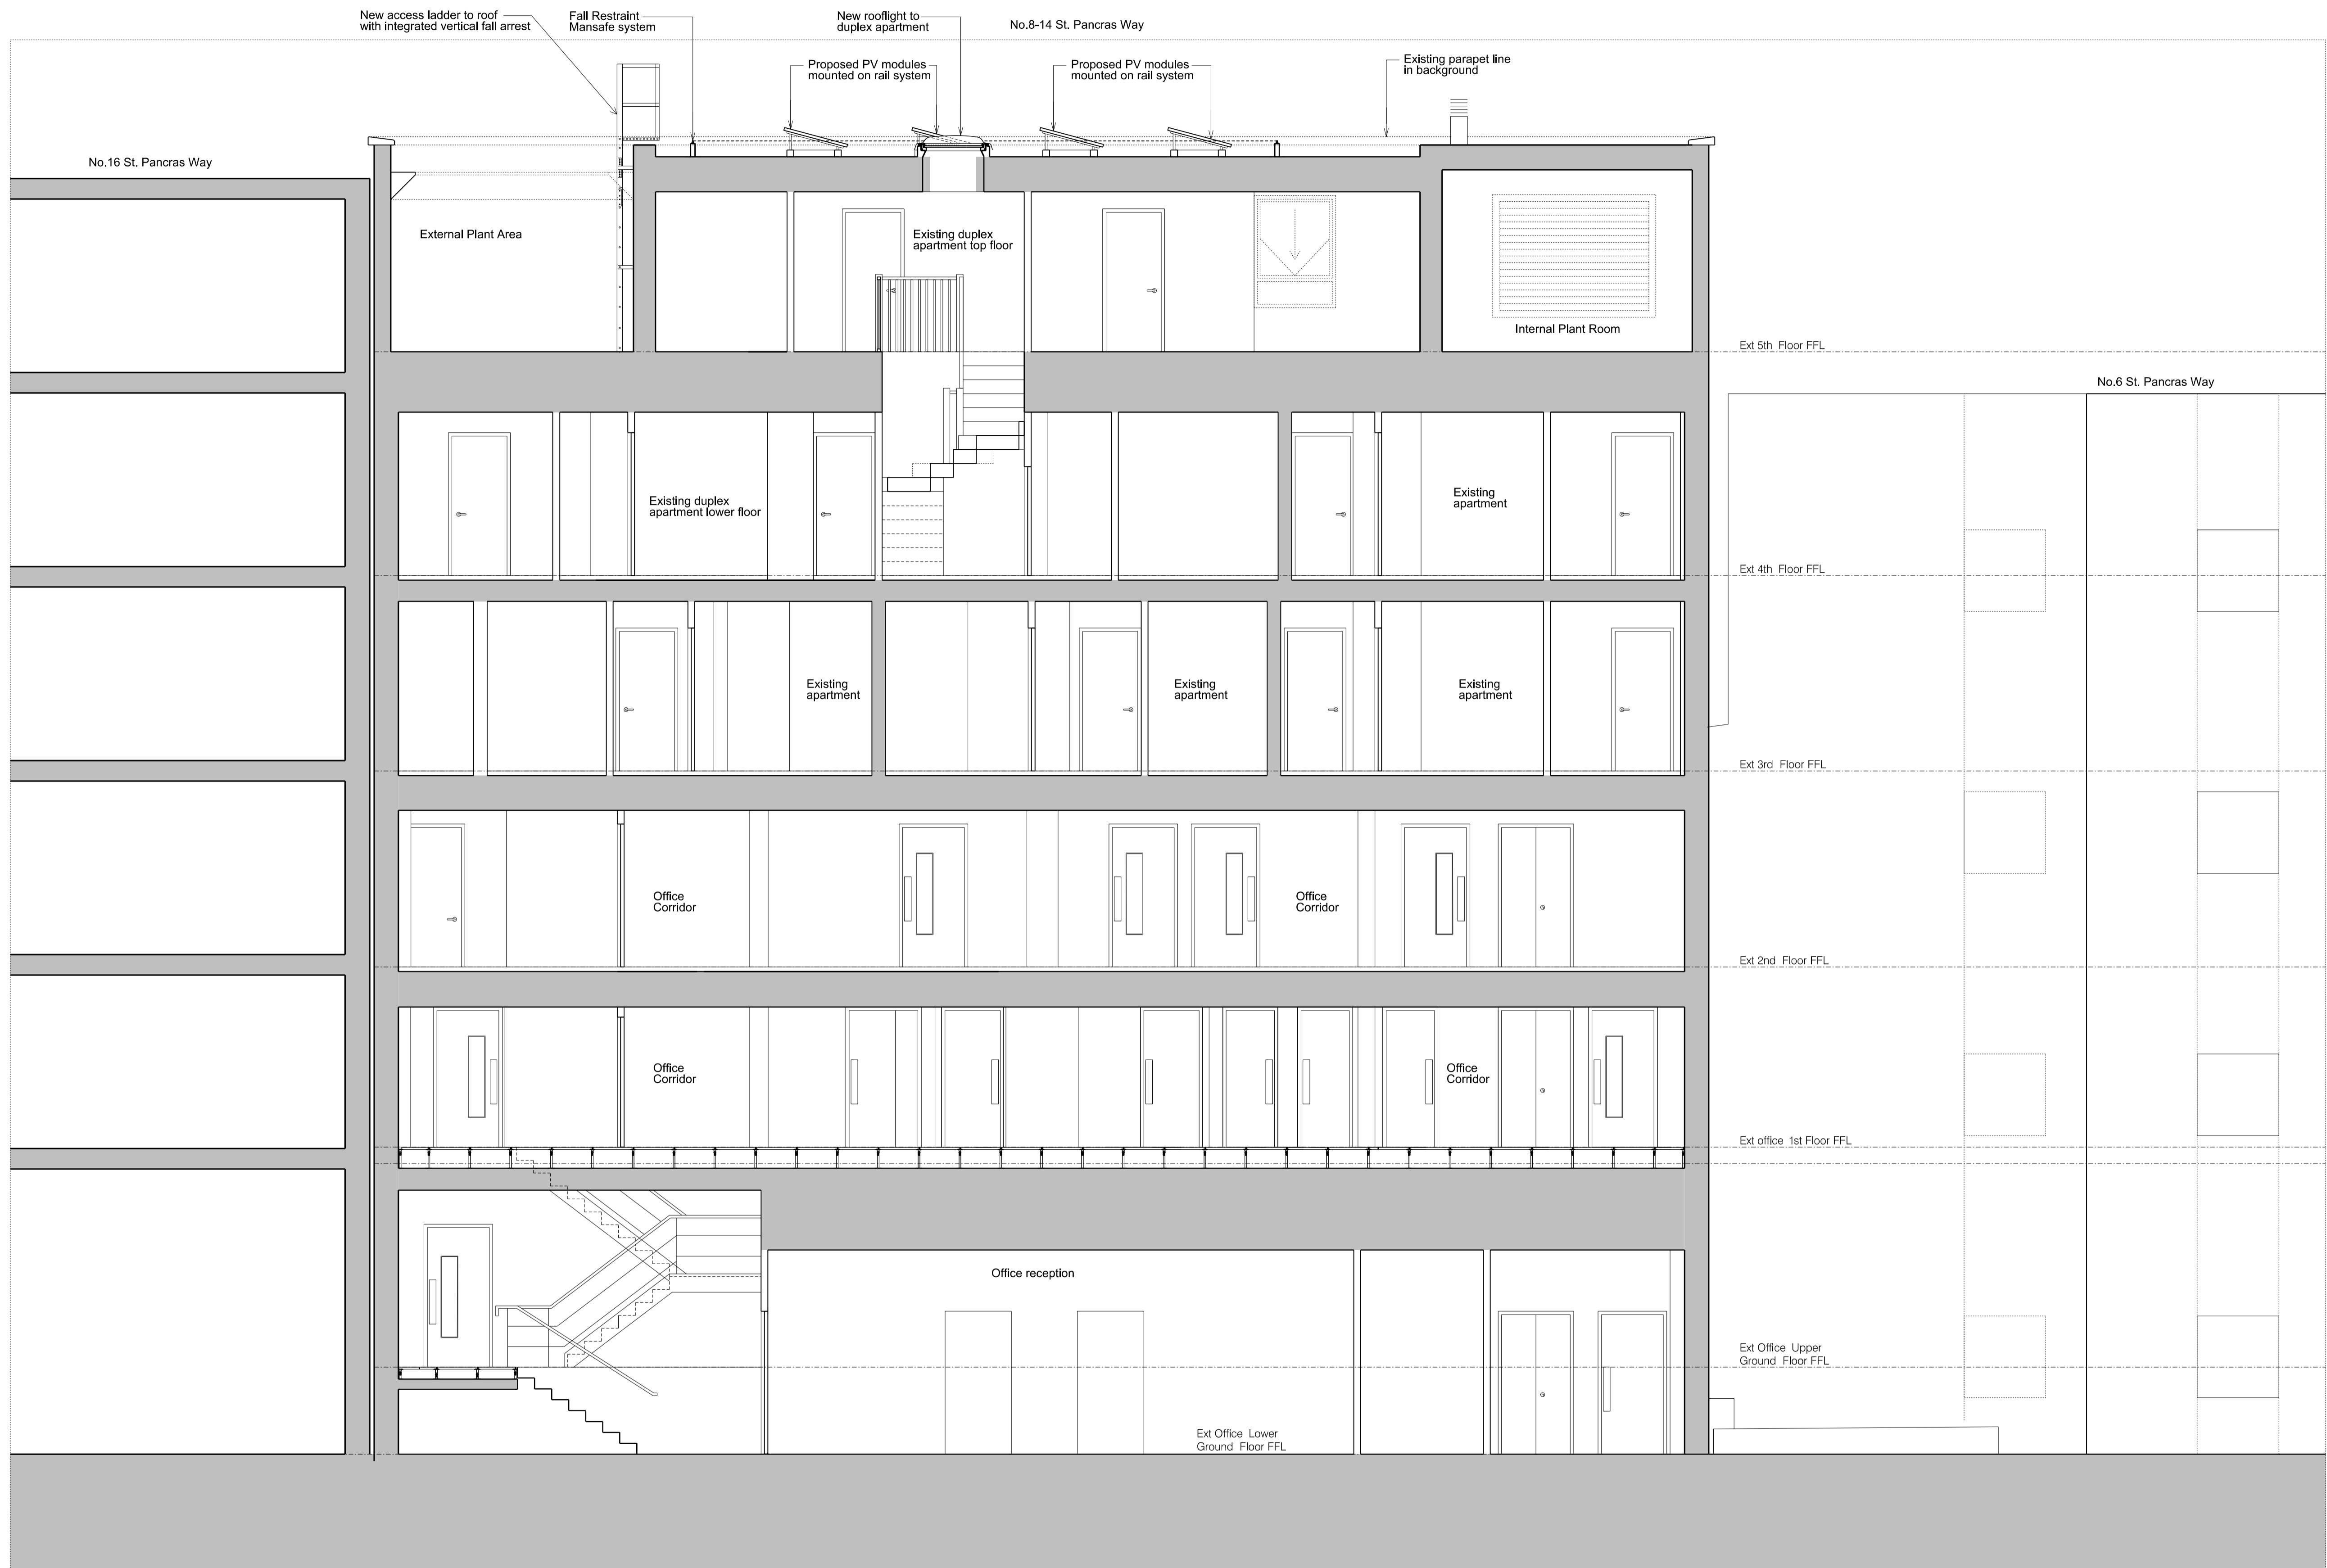 New access ladder to roof
with integrated vertical fall arrest
Fall Restraint
Mansafe system
New rooflight to
duplex apartment
No.8-14 St. Pancras Way
Proposed PV modules
mounted on rail system
Proposed PV modules
mounted on rail system
Existing parapet line
in background
No.16 St. Pancras Way
External Plant Area
Existing duplex
apartment top floor
Internal Plant Room
Ext 5th Floor FFL
No.6 St. Pancras Way
Existing duplex
apartment lower floor
Existing
apartment
Ext 4th Floor FFL
Existing
apartment
Existing
apartment
Existing
apartment
Ext 3rd Floor FFL
Office
Corridor
Office
Corridor
Ext 2nd Floor FFL
Office
Corridor
Office
Corridor
Ext office 1st Floor FFL
Office reception
Ext Office Upper
Ground Floor FFL
Ext Office Lower
Ground Floor FFL